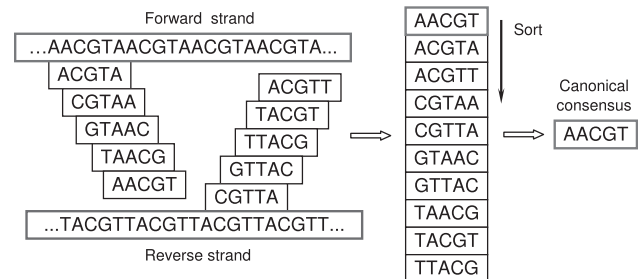 Forward strand
...AACGTAACGTAACGTAACGTA...
ACGTA
CGTAA
GTAAC
TAACG
AACGT
ACGTT
TACGT
TTACG
GTTAC
CGTTA
...TACGTTACGTTACGTTACGTT...
Reverse strand
AACGT
ACGTA
ACGTT
CGTAA
CGTTA
GTAAC
GTTAC
TAACG
TACGT
TTACG
Sort
Canonical
consensus
AACGT